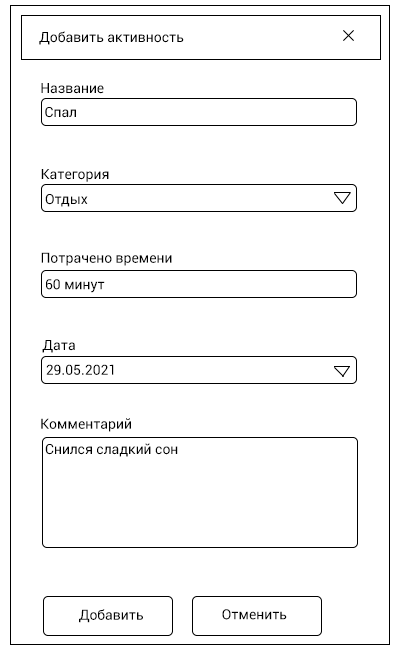 Добавить активность
Название
Спал
Категория
Отдых
Потрачено времени
60 минут
Дата
29.05.2021
Комментарий
Снился сладкий сон
Добавить
Отменить